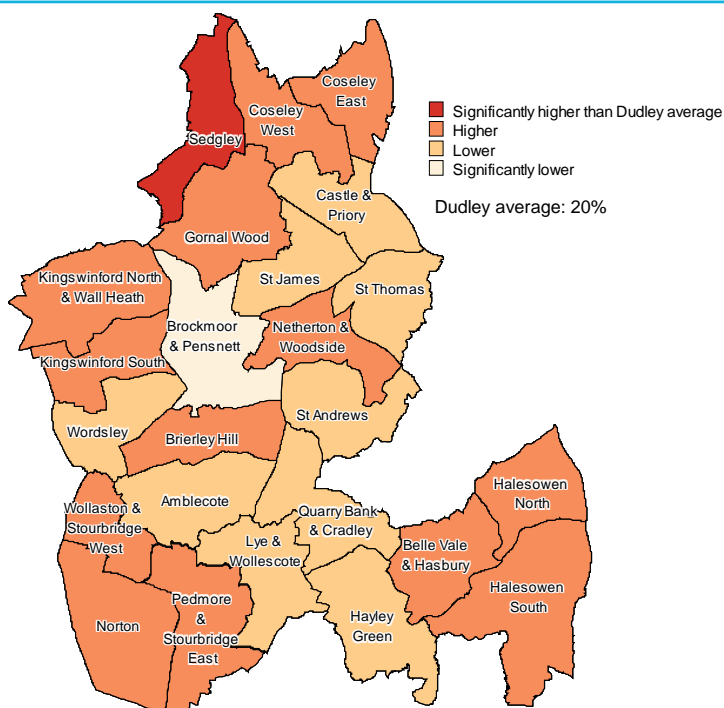 Coseley
East
Coseley
West
Sedgley
Significantly higher than Dudley average
Higher
Lower
Significantly lower
Dudley average: 20%
Castle &
Priory
Gornal Wood
St James
St Thomas
Kingswinford North
& Wall Heath
Brockmoor
& Pensnett
Netherton &
Woodside
Kingswinford South
St Andrews
Wordsley
Brierley Hill
Amblecote
Wollaston &
Stourbridge
West
Quarry Bank
& Cradley
Lye &
Wollescote
Halesowen
North
Belle Vale
& Hasbury
Halesowen
South
Norton
Pedmore
&
Stourbridge
East
Hayley
Green